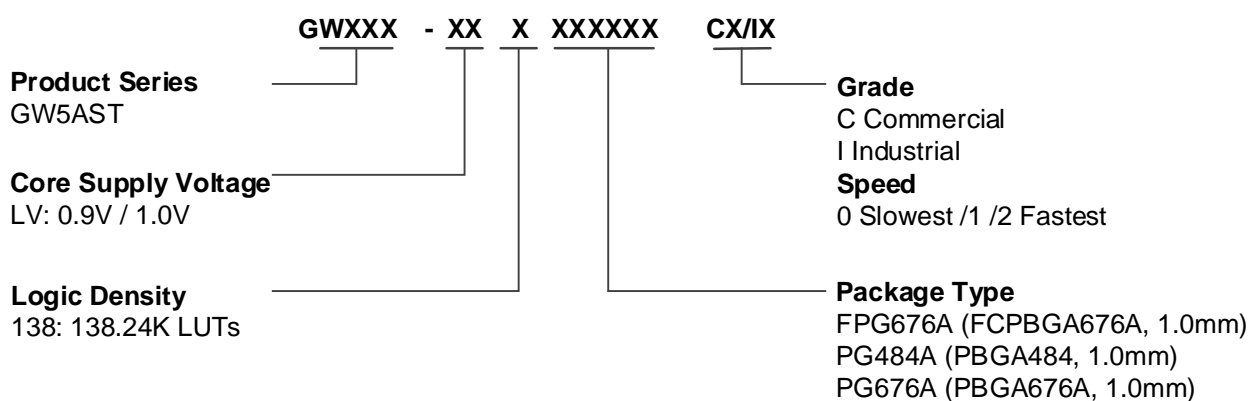 GWXXX - XX X XXXXXX CX/IX
Product Series
GW5AST
Core Supply Voltage
LV: 0.9V / 1.0V
Logic Density
138: 138.24K LUTs
Grade
C Commercial
I Industrial
Speed
0 Slowest /1 /2 Fastest
Package Type
FPG676A (FCPBGA676A, 1.0mm)
PG484A (PBGA484, 1.0mm)
PG676A (PBGA676A, 1.0mm)